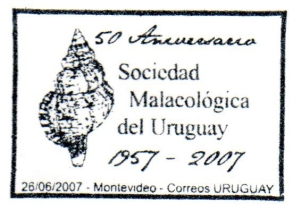 50 Aniversario
Sociedad
Malacológica
del Uruguay
1957 - 2007
26/06/2007 - Montevideo - Correos URUGUAY